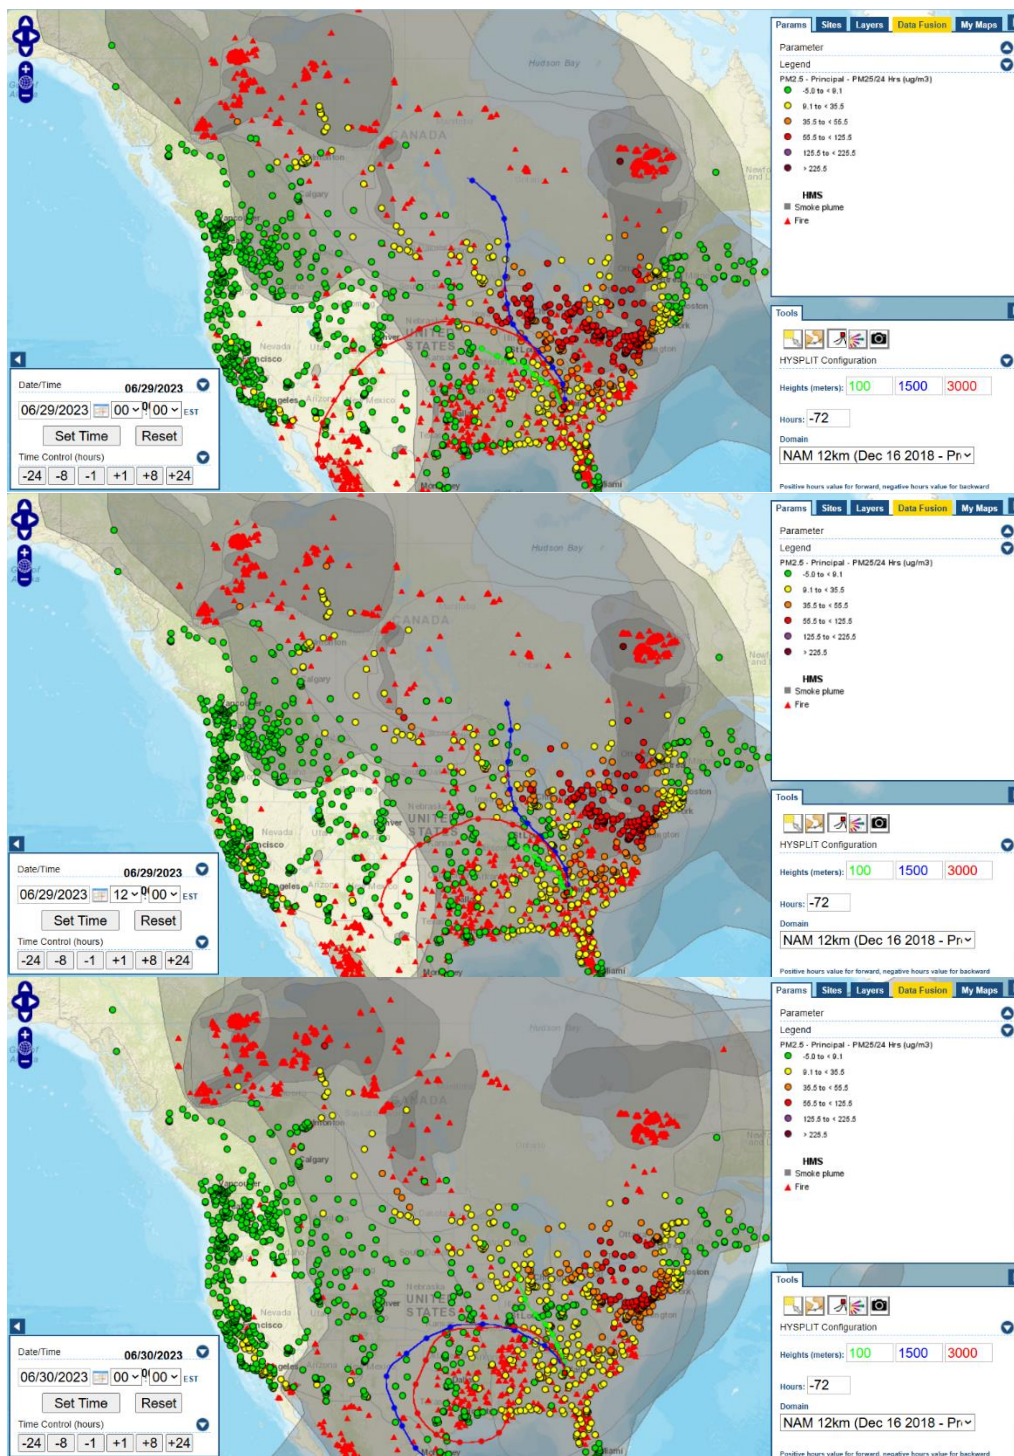 Hudson Bay
CANADA
Calgary
Vancouver
Nebraska
UNITED
STATES
Nevada
Denver
Arizona
New Mexico
Params Sites Layers Data Fusion My Maps
Parameter
Legend
PM2.5 - Principal - PM25/24 Hrs (ug/m3)
-5.0 to < 9.1
9.1 to < 35.5
35.5 to < 55.5
55.5 to < 125.5
125.5 to < 225.5
> 225.5
HMS
Smoke plume
Fire
Tools
HYSPLIT Configuration
Heights (meters): 100 1500 3000
Hours: -72
Domain
NAM 12km (Dec 16 2018 - Pr
Positive hours value for forward, negative hours value for backward
Date/Time
06/29/2023
06/29/2023 00 : 00 EST
Set Time Reset
Time Control (hours)
-24 -8 -1 +1 +8 +24
Hudson Bay
CANADA
Calgary
Vancouver
Nebraska
UNITED
STATES
Nevada
Arizona
Params Sites Layers Data Fusion My Maps
Parameter
Legend
PM2.5 - Principal - PM25/24 Hrs (ug/m3)
-5.0 to < 9.1
9.1 to < 35.5
35.5 to < 55.5
55.5 to < 125.5
125.5 to < 225.5
> 225.5
HMS
Smoke plume
Fire
Tools
HYSPLIT Configuration
Heights (meters): 100 1500 3000
Hours: -72
Domain
NAM 12km (Dec 16 2018 - Pr
Positive hours value for forward, negative hours value for backward
Date/Time
06/29/2023
06/29/2023 12 : 00 EST
Set Time Reset
Time Control (hours)
-24 -8 -1 +1 +8 +24
Hudson Bay
CANADA
Calgary
Nebraska
UNITED
STATES
Nevada
Denver
Arizona
Params Sites Layers Data Fusion My Maps
Parameter
Legend
PM2.5 - Principal - PM25/24 Hrs (ug/m3)
-5.0 to < 9.1
9.1 to < 35.5
35.5 to < 55.5
55.5 to < 125.5
125.5 to < 225.5
> 225.5
HMS
Smoke plume
Fire
Tools
HYSPLIT Configuration
Heights (meters): 100 1500 3000
Hours: -72
Domain
NAM 12km (Dec 16 2018 - Pr
Positive hours value for forward, negative hours value for backward
Date/Time
06/30/2023
06/30/2023 00 : 00 EST
Set Time Reset
Time Control (hours)
-24 -8 -1 +1 +8 +24